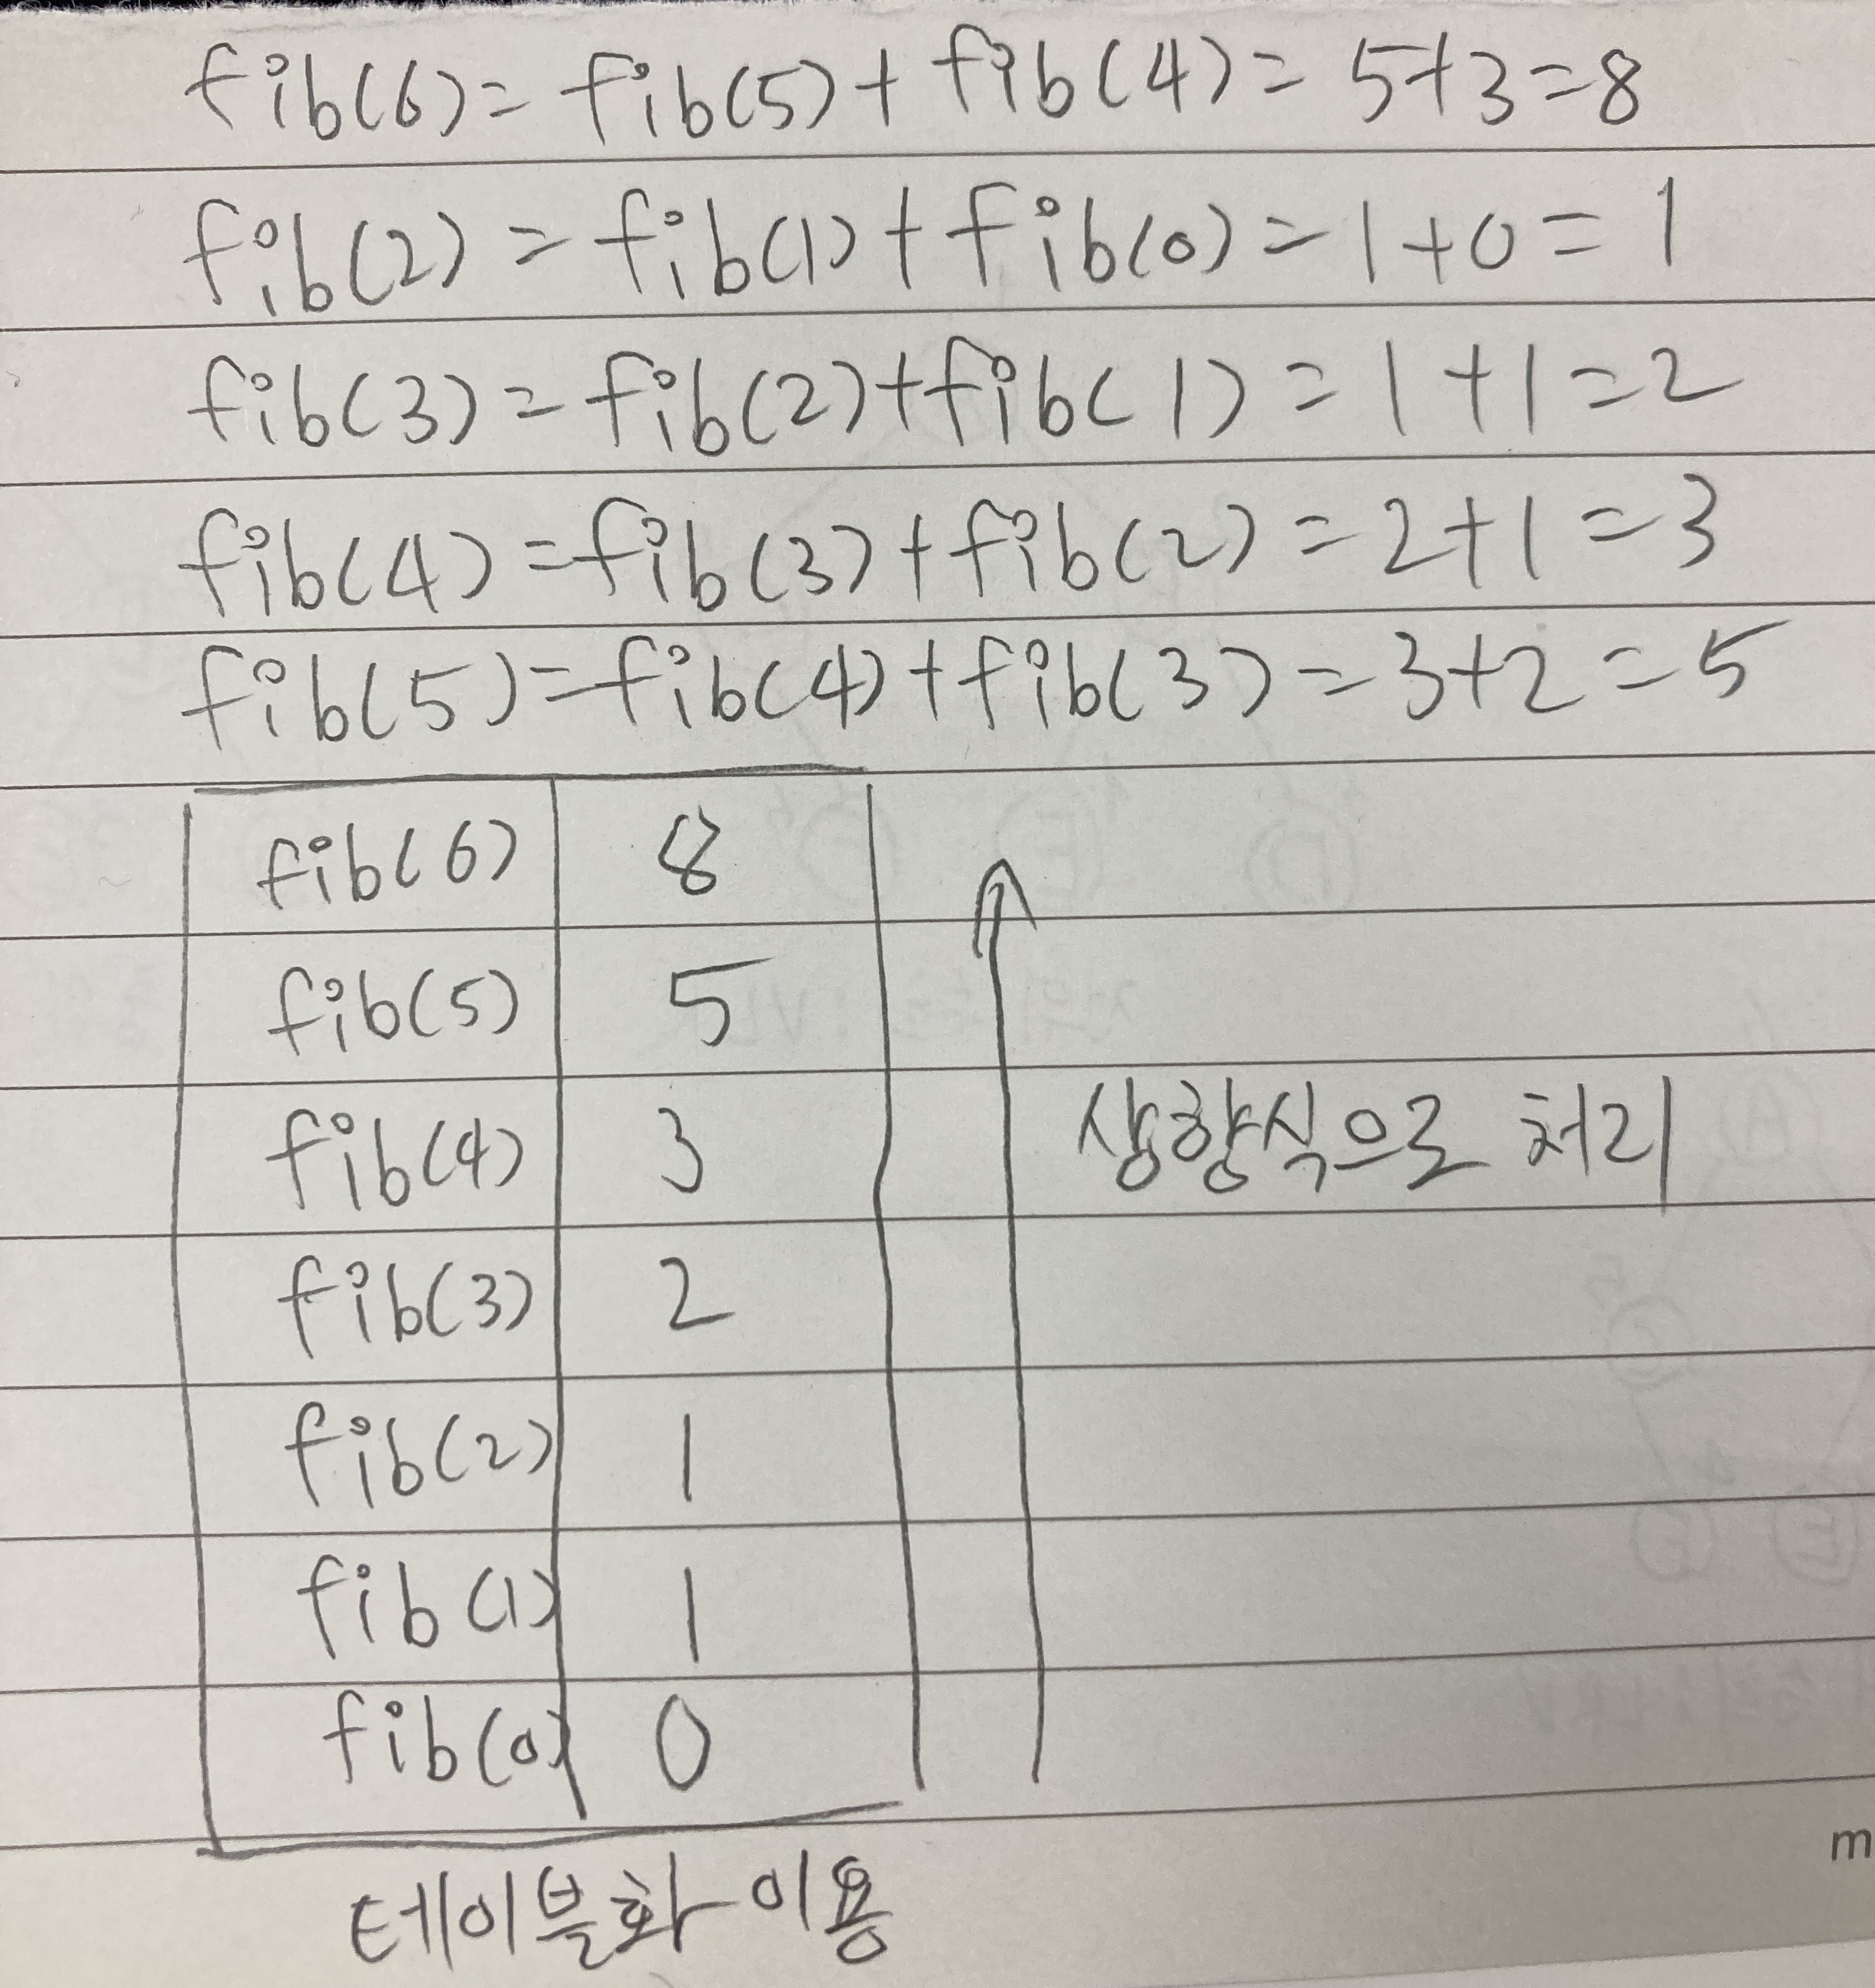 fib(6)= fib(5)+ fib(4)= 5+3=8
fib(2)= fib(1)+ fib(0)= 1+0= 1
fib(3)= fib(2)+fib(1)= 1+1=2
fib(4)=fib(3)+fib(2)=2+1=3
fib(5)=fib(4)+fib(3)=3+2=5
fib(6) 8
fib(5) 5
fib(4) 3
상향식으로 처리
fib(3) 2
fib(2) 1
fib(1) 1
fib(0) 0
테이블화 이용
m